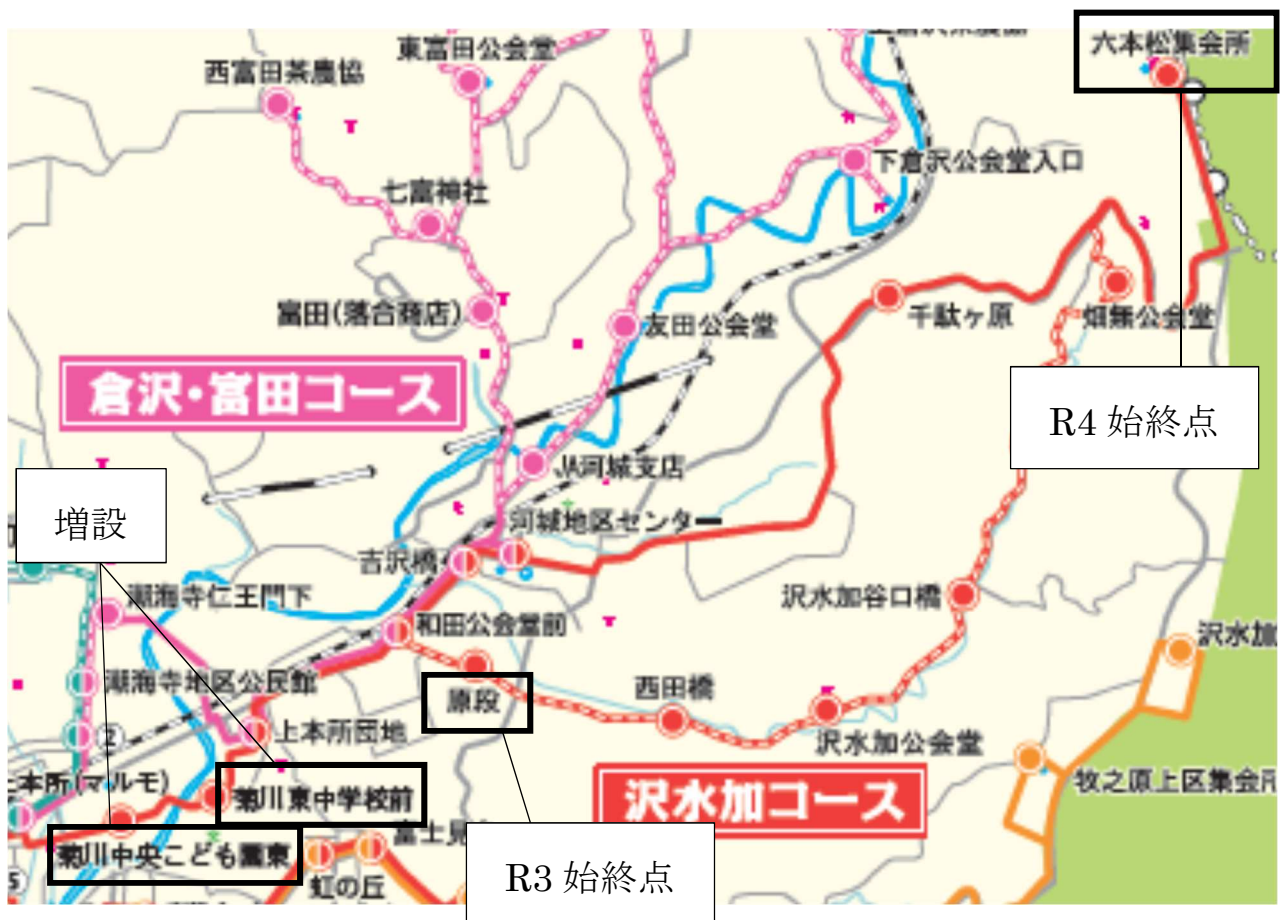 六本松集会所
東富田公会堂
西富田茶農協
下倉沢公会堂入口
七富神社
富田(落合商店)
友田公会堂
千駄ヶ原
畑無公会堂
倉沢・富田コース
R4 始終点
JA河城支店
増設
河城地区センター
吉沢橋
潮海寺仁王門下
沢水加谷口橋
和田公会堂前
沢水加
潮海寺地区公民館
原段
西田橋
2
上本所団地
沢水加公会堂
牧之原上区集会所
上本所(マルモ)
菊川東中学校前
沢水加コース
菊川中央こども園東
富士見
虹の丘
R3 始終点
5